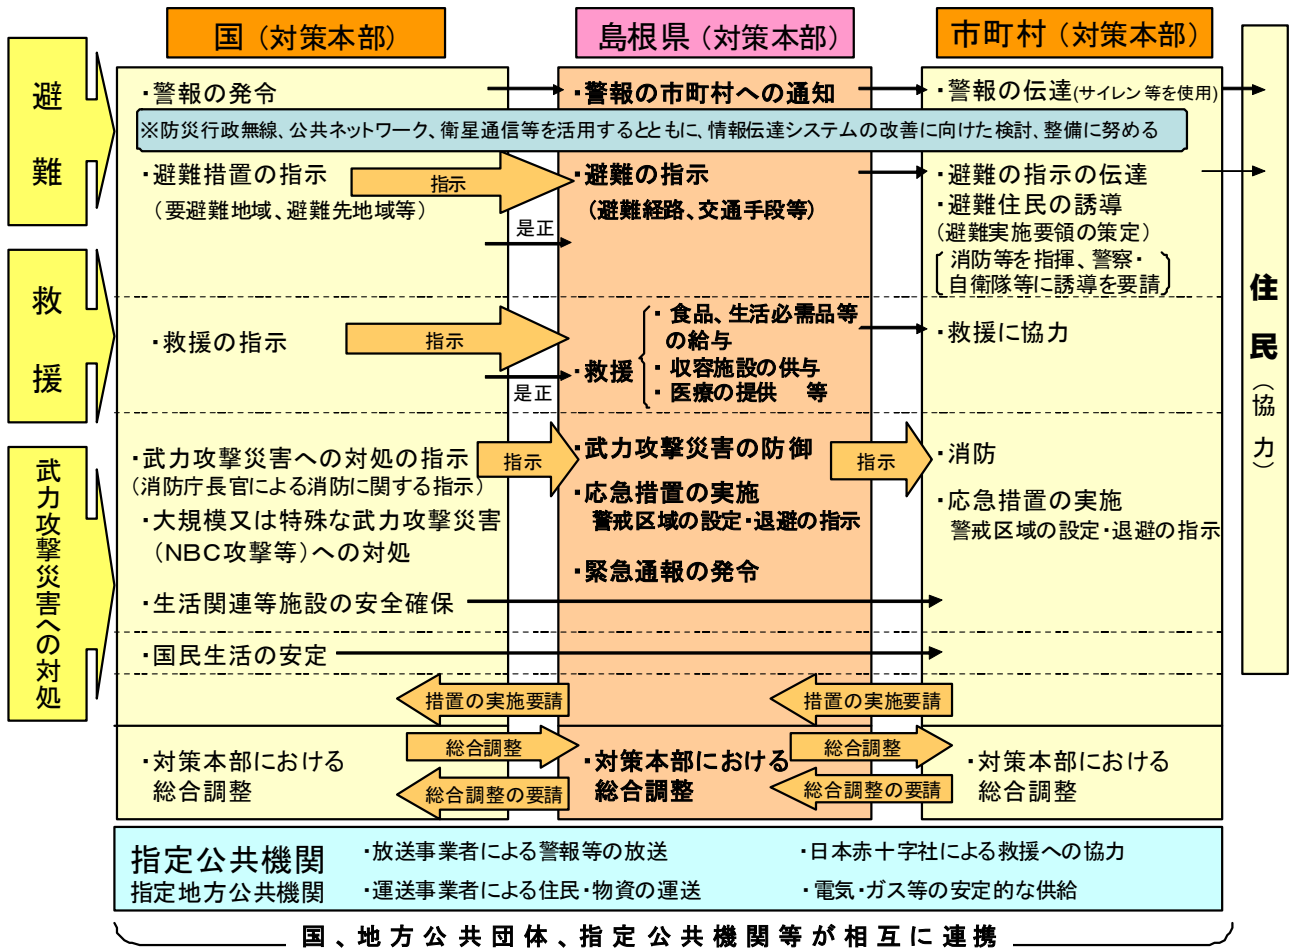 国（対策本部）
島根県（対策本部）
市町村（対策本部）
避難
・警報の発令
・警報の市町村への通知
・警報の伝達(サイレン等を使用)
※防災行政無線、公共ネットワーク、衛星通信等を活用するとともに、情報伝達システムの改善に向けた検討、整備に努める
・避難措置の指示
（要避難地域、避難先地域等）
指示
是正
・避難の指示
（避難経路、交通手段等）
・避難の指示の伝達
・避難住民の誘導
（避難実施要領の策定）
消防等を指揮、警察・
自衛隊等に誘導を要請
救援
・救援の指示
指示
是正
・救援
・食品、生活必需品等
の給与
・収容施設の供与
・医療の提供　等
・救援に協力
武力攻撃災害への対処
・武力攻撃災害への対処の指示
（消防庁長官による消防に関する指示）
・大規模又は特殊な武力攻撃災害
（NBC攻撃等）への対処
・生活関連等施設の安全確保
指示
・武力攻撃災害の防御
・応急措置の実施
警戒区域の設定・退避の指示
・緊急通報の発令
指示
・消防
・応急措置の実施
警戒区域の設定・退避の指示
・国民生活の安定
措置の実施要請
措置の実施要請
・対策本部における
総合調整
総合調整
総合調整の要請
・対策本部における
総合調整
総合調整
総合調整の要請
・対策本部における
総合調整
住民（協力）
指定公共機関
指定地方公共機関
・放送事業者による警報等の放送
・日本赤十字社による救援への協力
・運送事業者による住民・物資の運送
・電気・ガス等の安定的な供給
国、地方公共団体、指定公共機関等が相互に連携